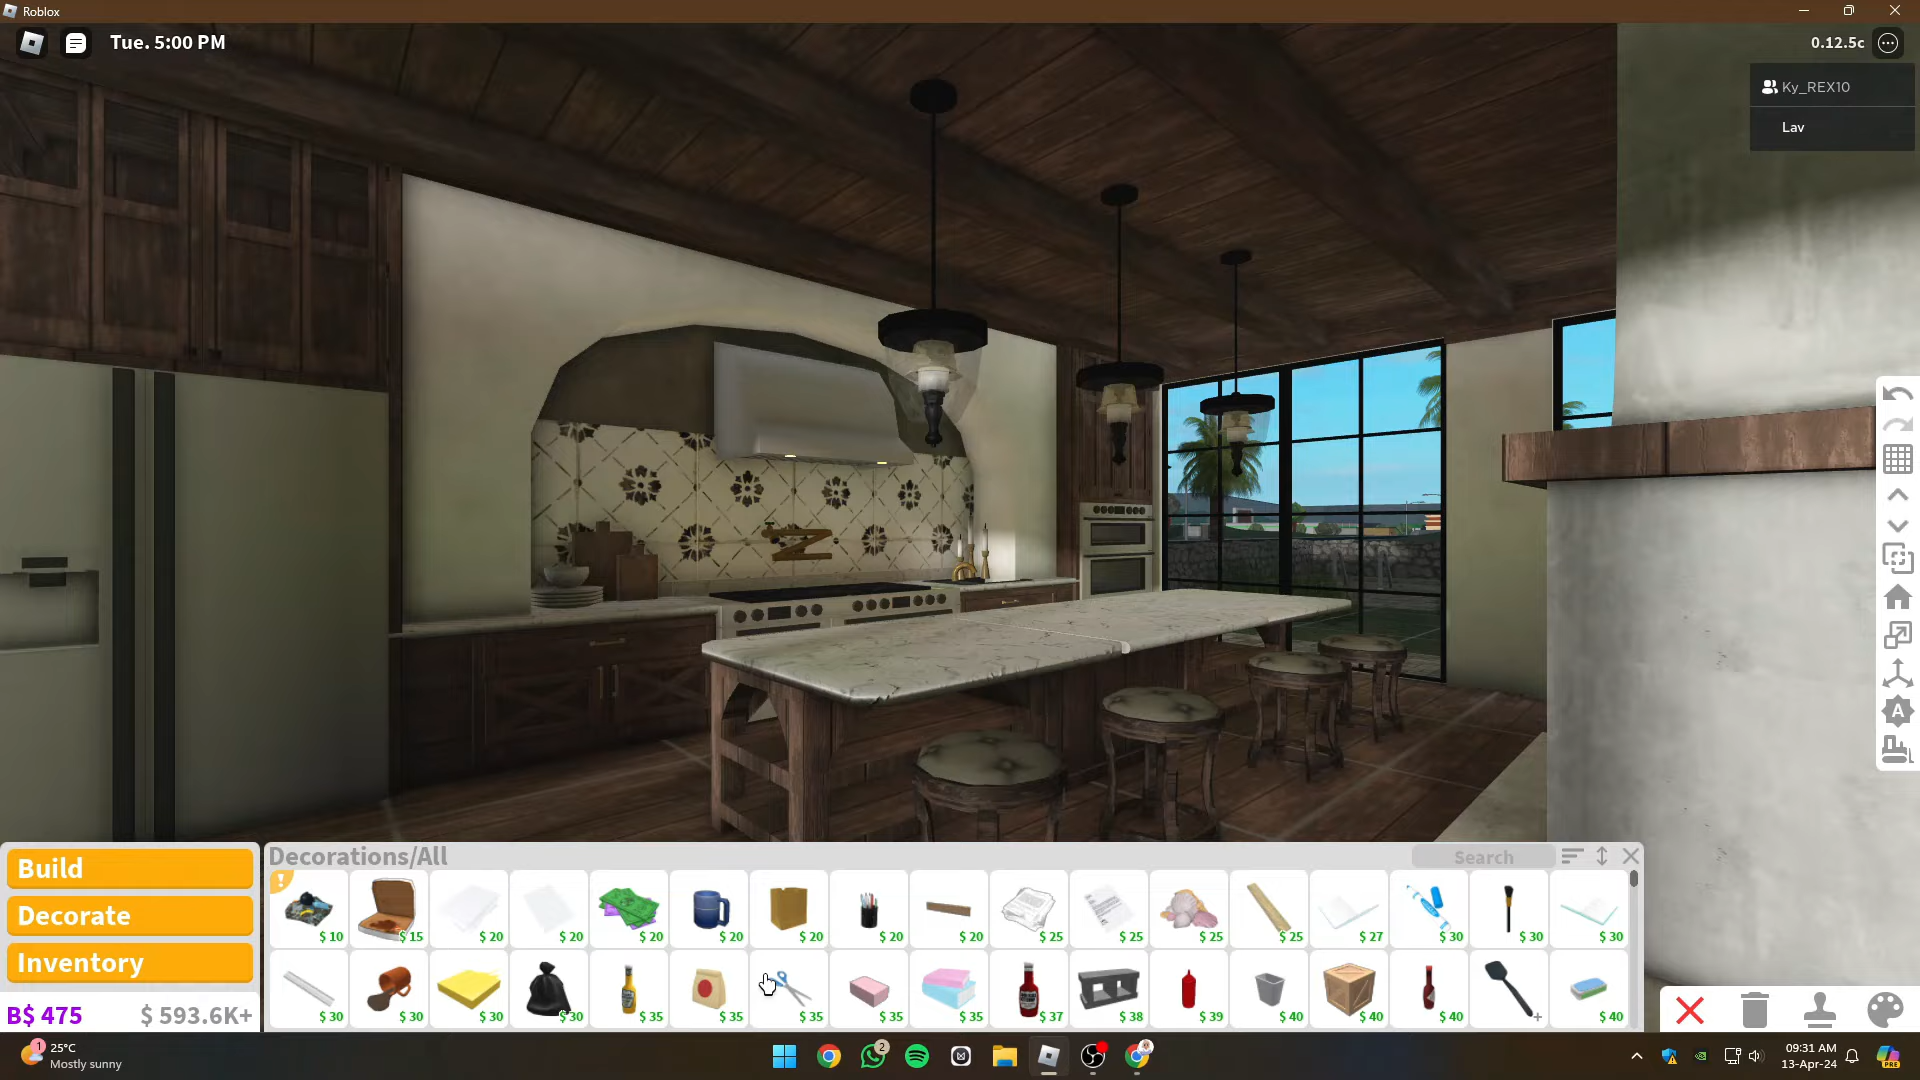 Roblox
Tue. 5:00 PM
0.12.5c
Ky_REX10
Lav
A
Build
Decorate
Inventory
B$ 475
$ 593.6K+
Decorations/All
Search
!
$ 10
$ 15
$ 20
$ 20
$ 20
$ 20
$ 20
$ 20
$ 20
$ 25
$ 25
$ 25
$ 25
$ 27
$ 30
$ 30
$ 30
$ 30
$ 30
$ 30
$ 30
$ 35
$ 35
$ 35
$ 35
$ 35
$ 37
$ 38
$ 39
$ 40
$ 40
$ 40
+
$ 40
1
25°C
Mostly sunny
2
09:31 AM
13-Apr-24
PRE